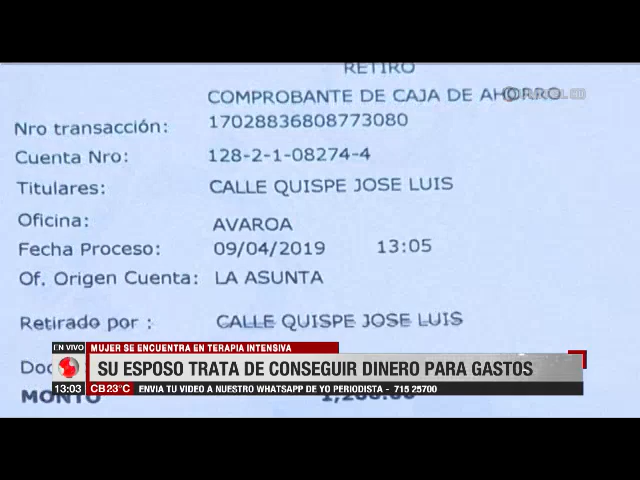 RETIRO
COMPROBANTE DE CAJA DE AHORRO
Nro transacción: 17028836808773080
Cuenta Nro: 128-2-1-08274-4
Titulares: CALLE QUISPE JOSE LUIS
Oficina: AVAROA
Fecha Proceso: 09/04/2019 13:05
Of. Origen Cuenta: LA ASUNTA
Retirado por : CALLE QUISPE JOSE LUIS
EN VIVO MUJER SE ENCUENTRA EN TERAPIA INTENSIVA
SU ESPOSO TRATA DE CONSEGUIR DINERO PARA GASTOS
13:03 CB23°C ENVIA TU VIDEO A NUESTRO WHATSAPP DE YO PERIODISTA - 715 25700
MONTO